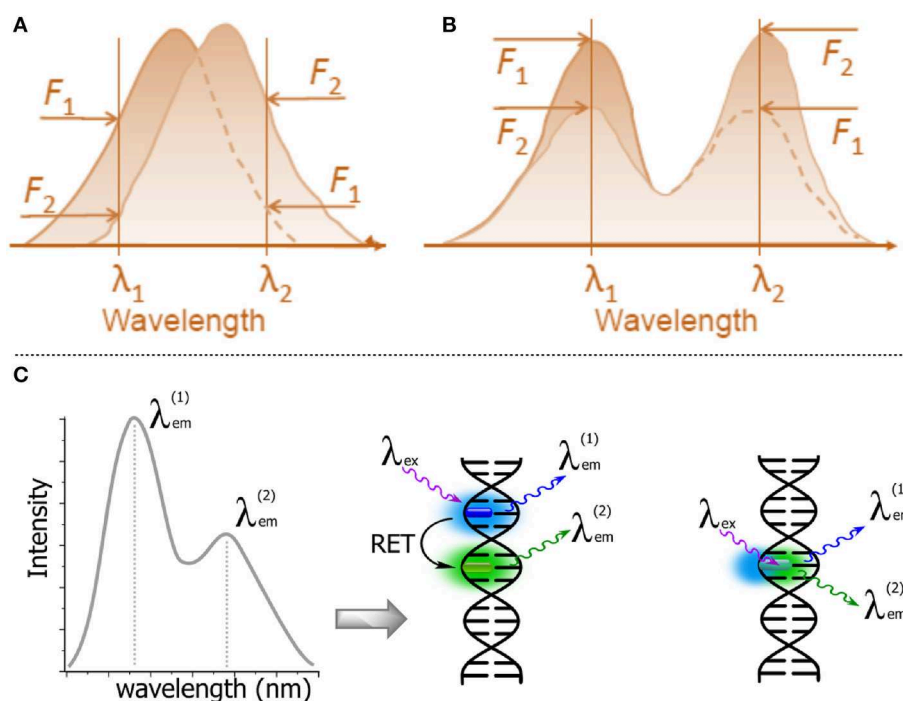 A
F₁
F₂
F₂
F₁
λ₁
λ₂
Wavelength
B
F₁
F₂
F₂
F₁
λ₁
λ₂
Wavelength
C
Intensity
λem(1)
λem(2)
wavelength (nm)
λex
λem(1)
λem(2)
RET
λex
λem(1
λem(2)